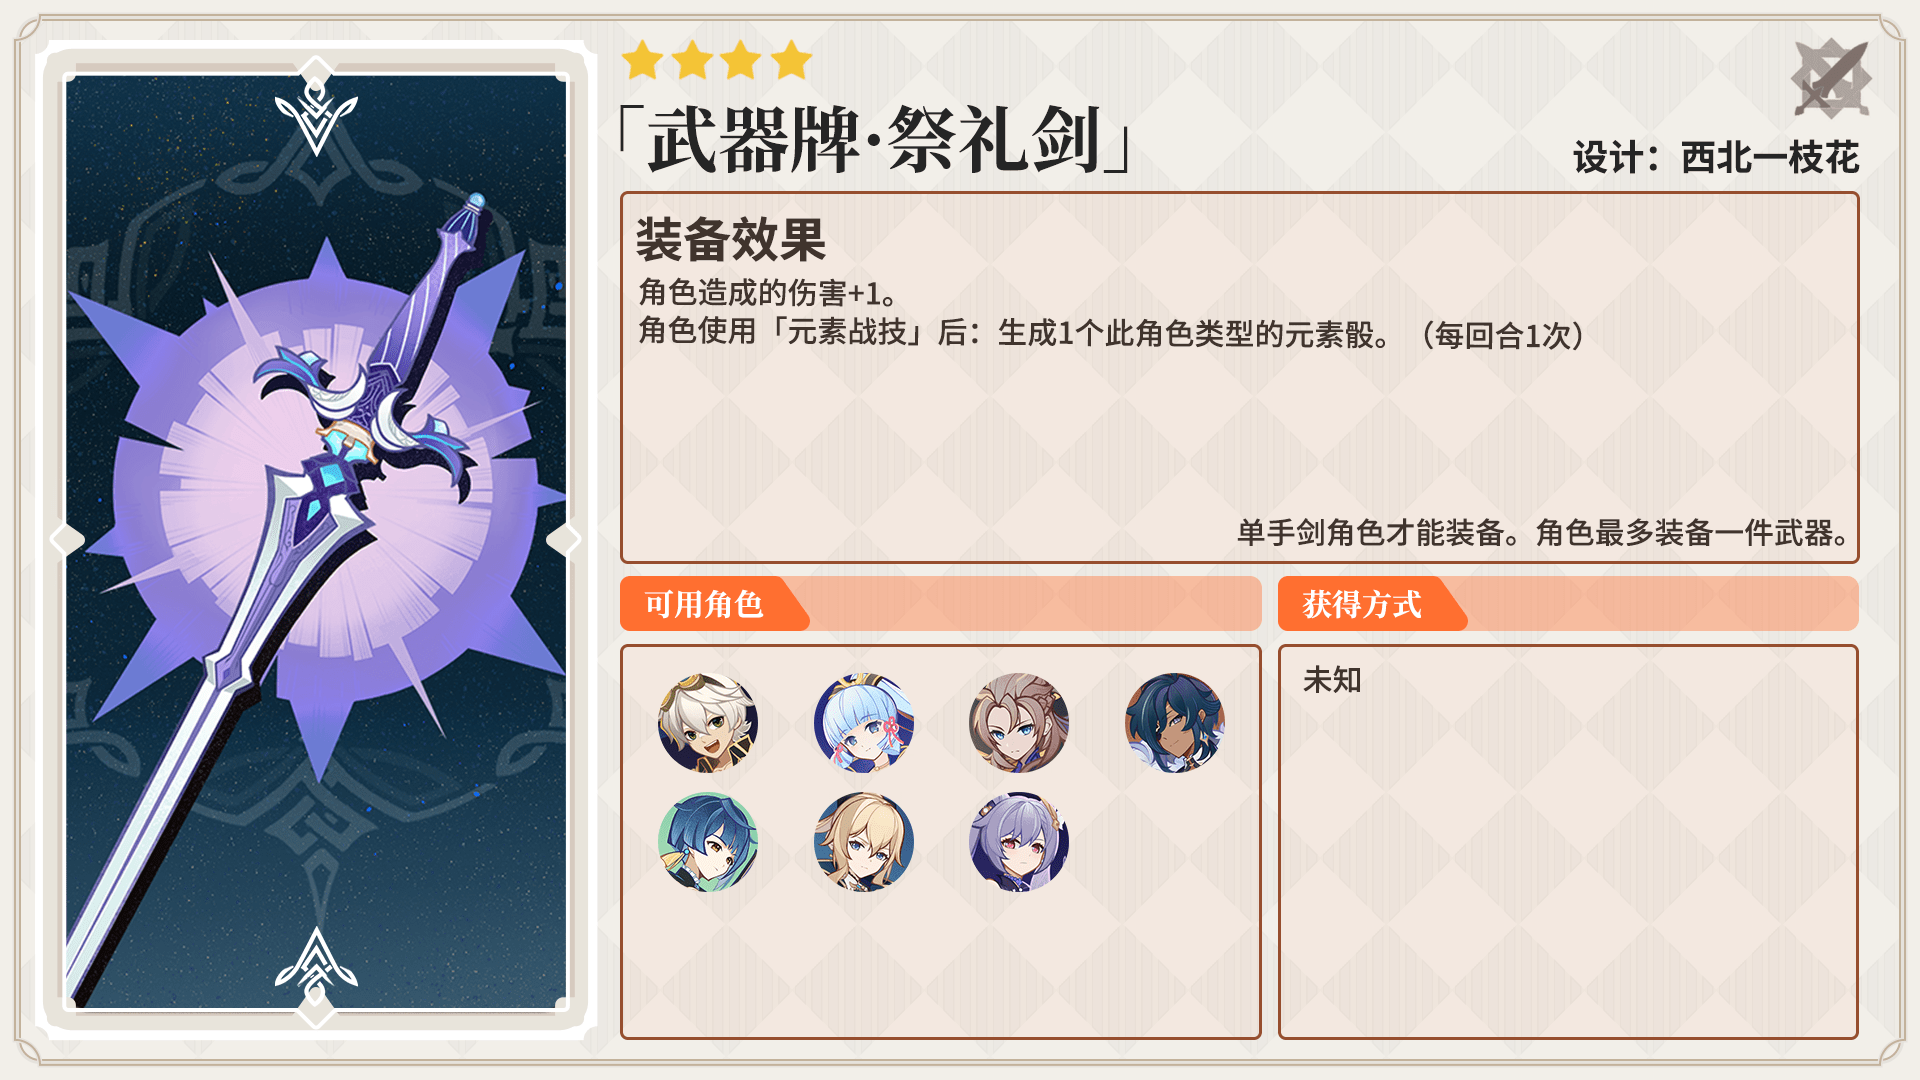 「武器牌·祭礼剑」
设计：西北一枝花
装备效果
角色造成的伤害+1。
角色使用「元素战技」后：生成1个此角色类型的元素骰。（每回合1次）
单手剑角色才能装备。角色最多装备一件武器。
可用角色
获得方式
未知